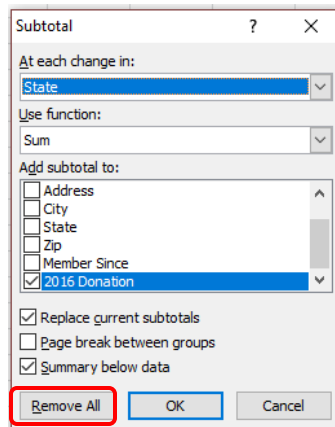 Subtotal ? X
At each change in:
State
Use function:
Sum
Add subtotal to:
Address
City
State
Zip
Member Since
2016 Donation
Replace current subtotals
Page break between groups
Summary below data
Remove All OK Cancel